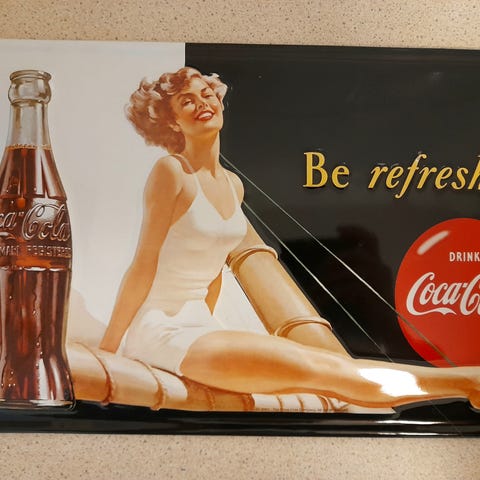 Be refresh
DRINK
Coca-Cola
Coca-Cola